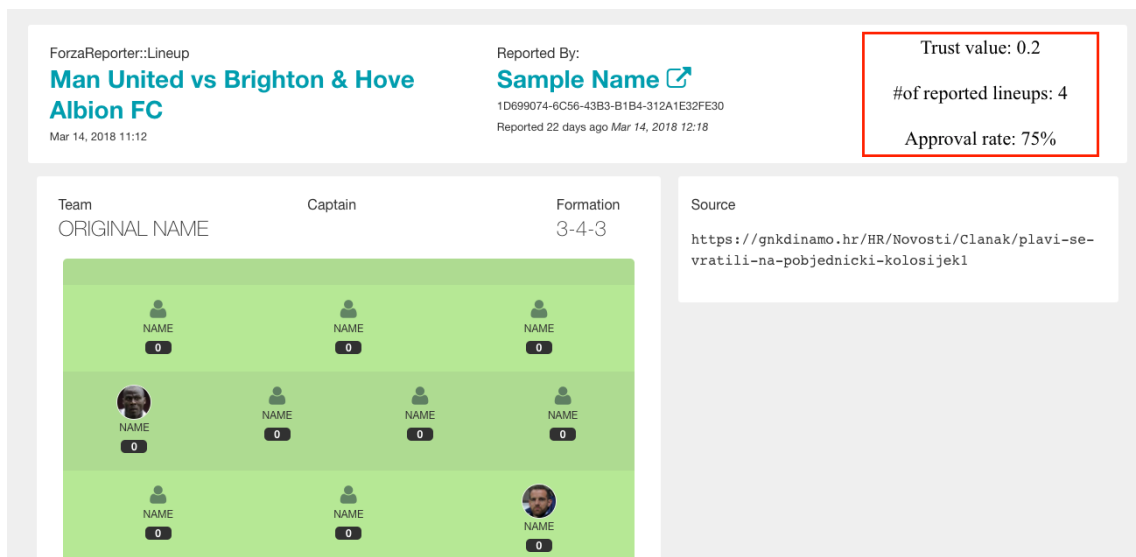 ForzaReporter::Lineup
Man United vs Brighton & Hove
Albion FC
Mar 14, 2018 11:12
Reported By:
Sample Name
1D699074-6C56-43B3-B1B4-312A1E32FE30
Reported 22 days ago Mar 14, 2018 12:18
Trust value: 0.2
#of reported lineups: 4
Approval rate: 75%
Team
ORIGINAL NAME
Captain
Formation
3-4-3
NAME NAME NAME
0 0 0
NAME NAME NAME NAME
0 0 0 0
NAME NAME NAME
0 0 0
Source
https://gnkdinamo.hr/HR/Novosti/Clanak/plavi-se-
vratili-na-pobjednicki-kolosijek1